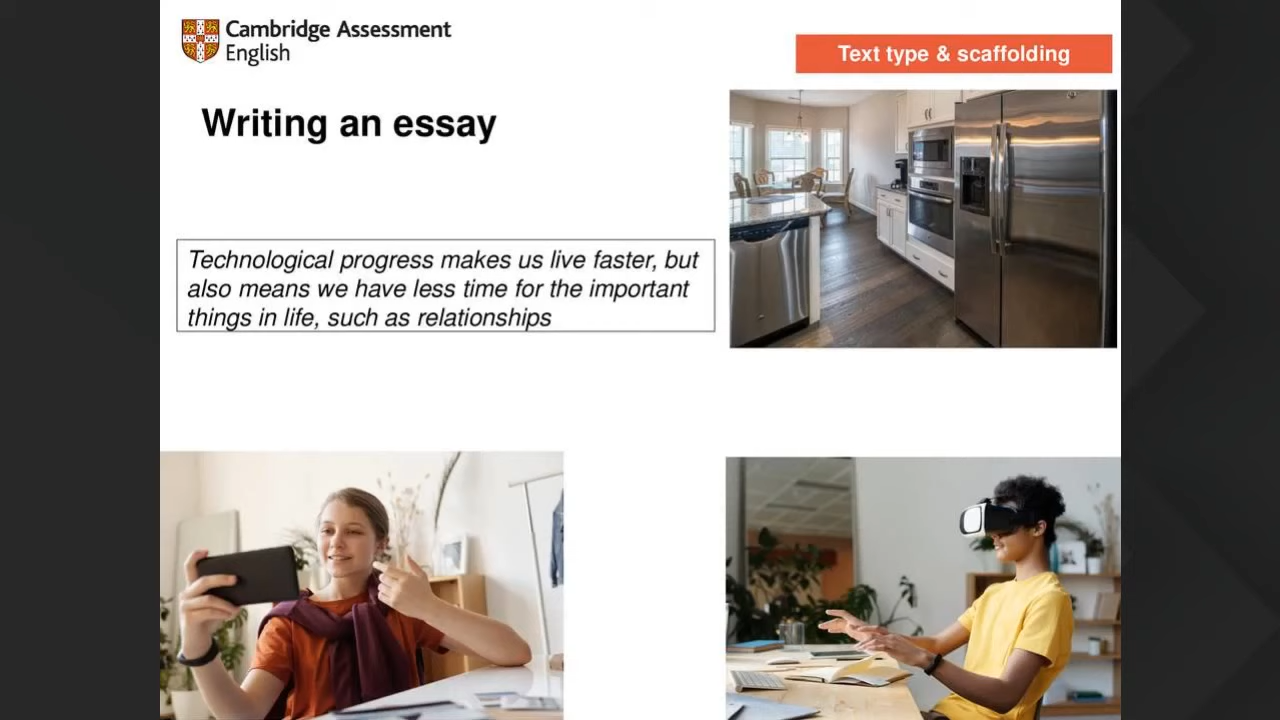 Cambridge Assessment
English
Text type & scaffolding
Writing an essay
Technological progress makes us live faster, but
also means we have less time for the important
things in life, such as relationships